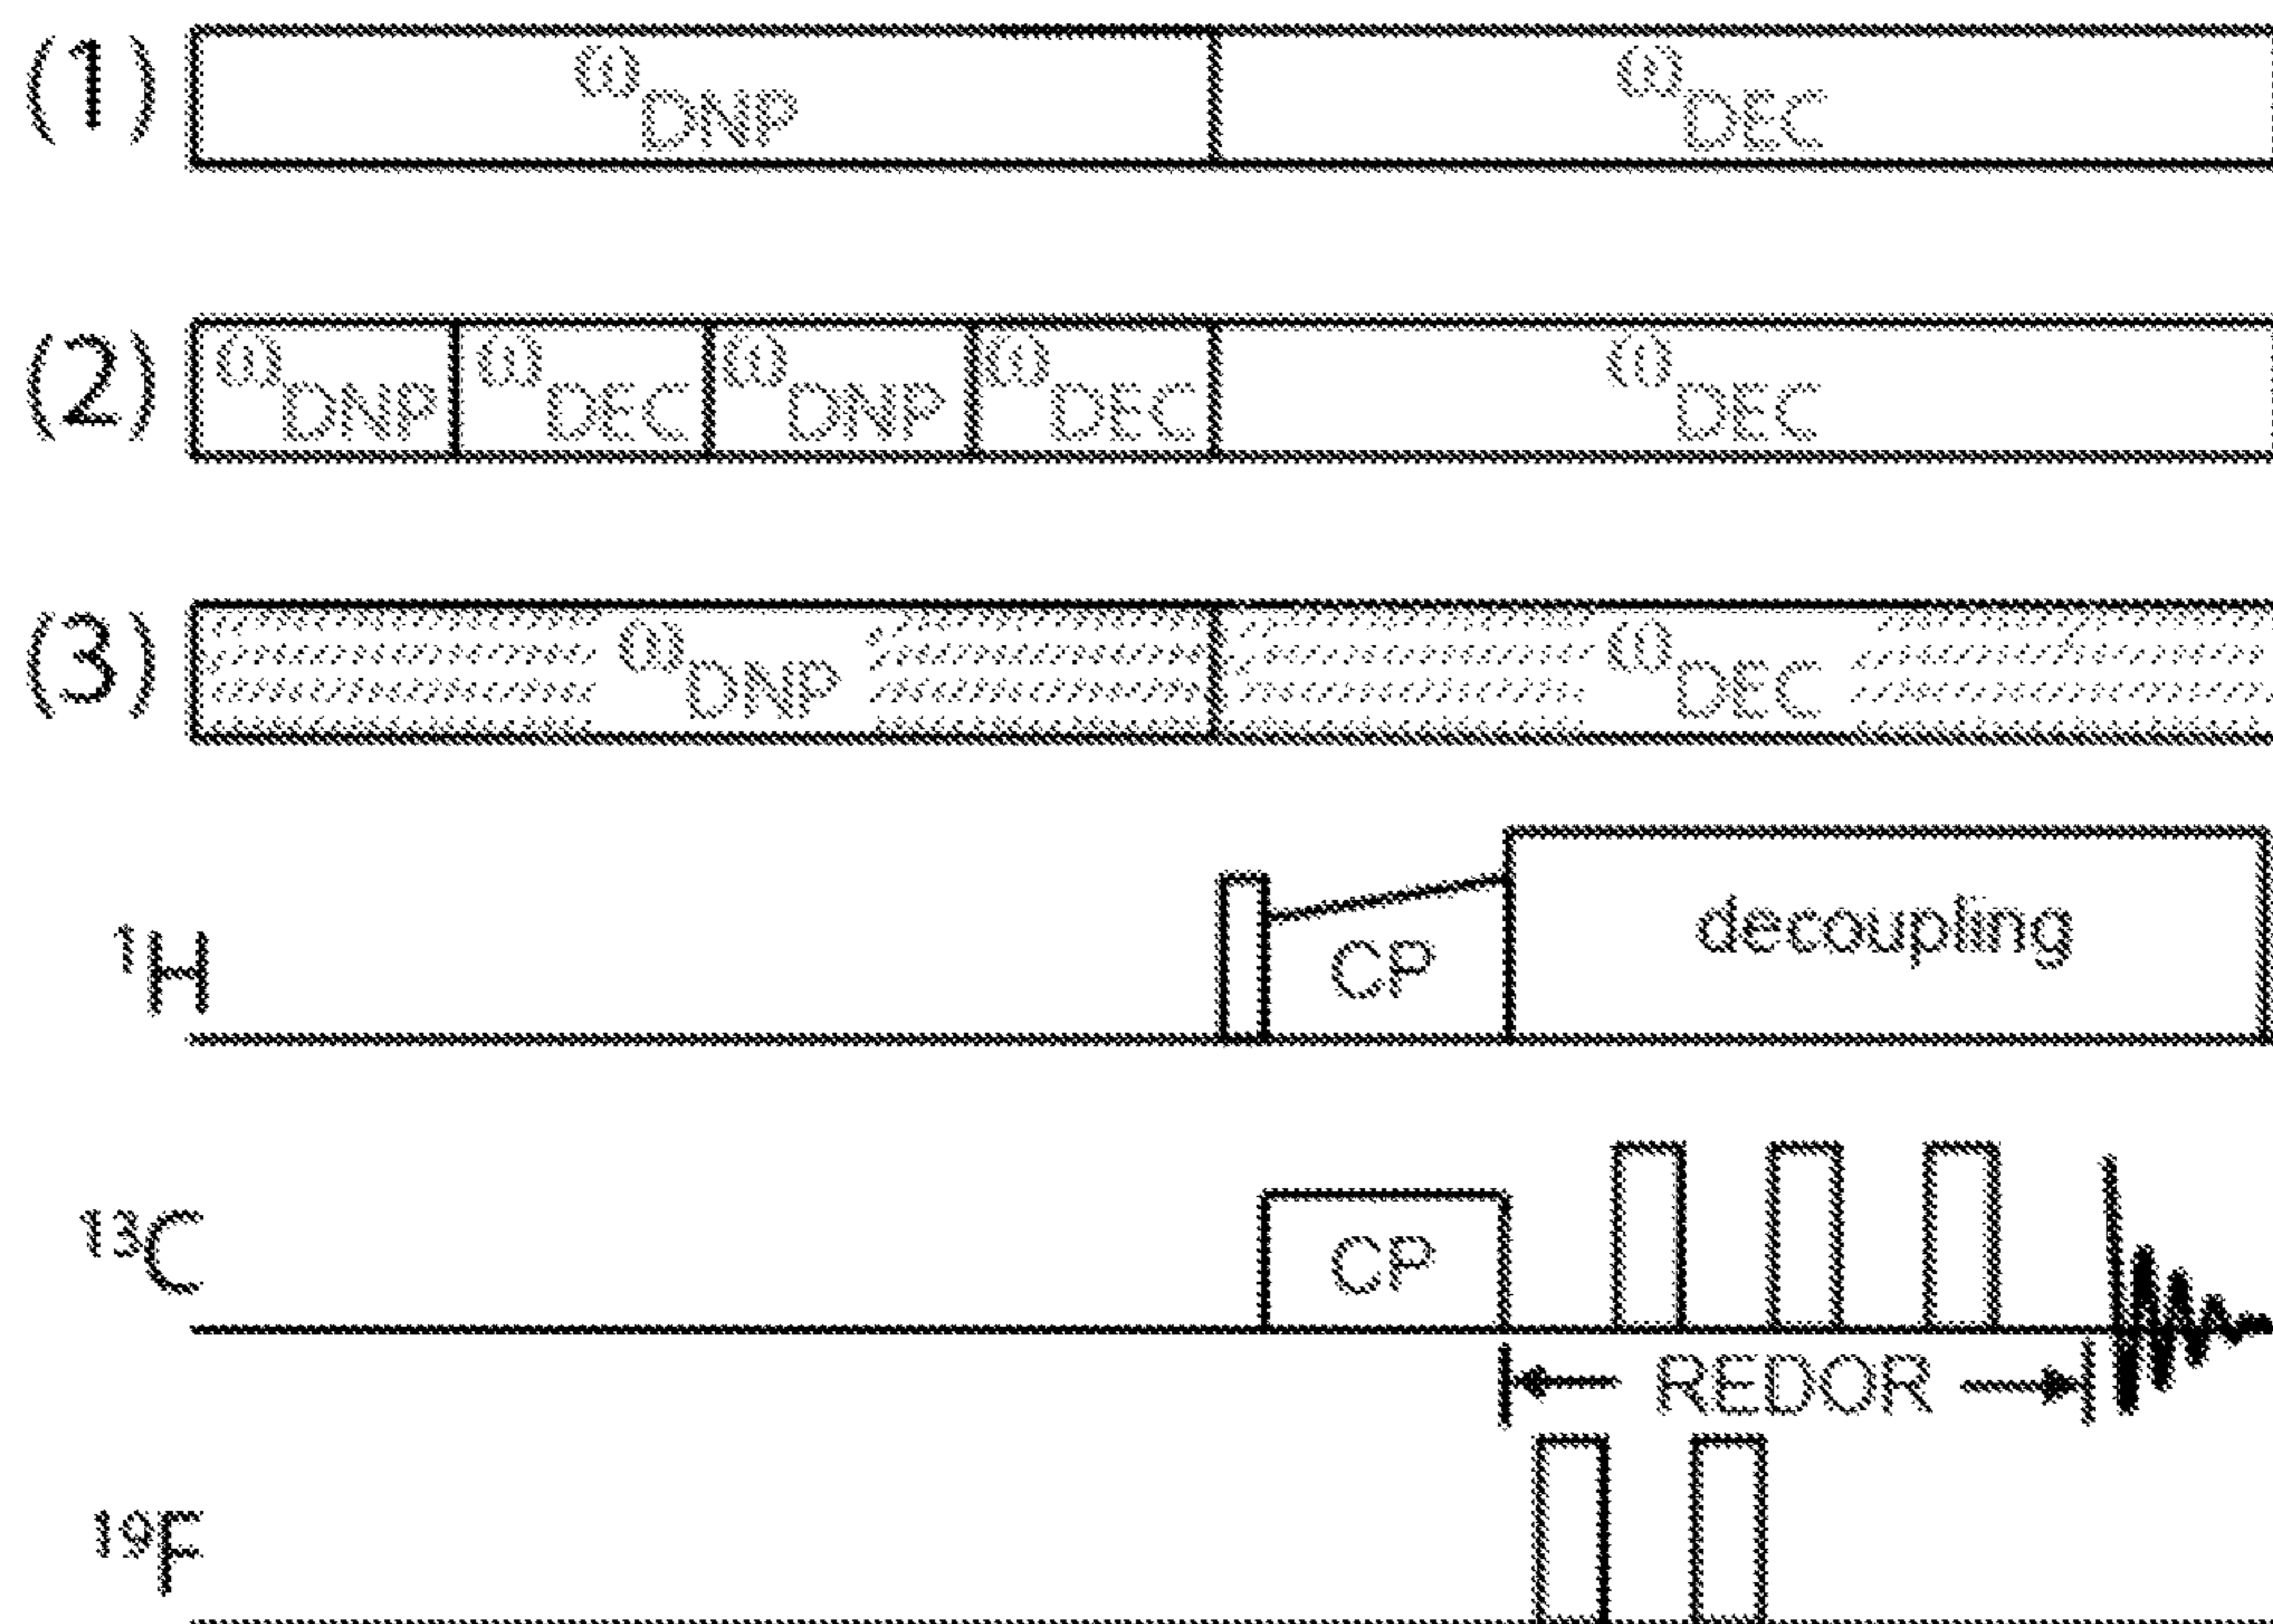 (1) ωDNP ωDEC
(2) ωDNP ωDEC ωDNP ωDEC ωDEC
(3) ωDNP ωDEC
¹H CP decoupling
¹³C CP
REDOR
¹⁹F